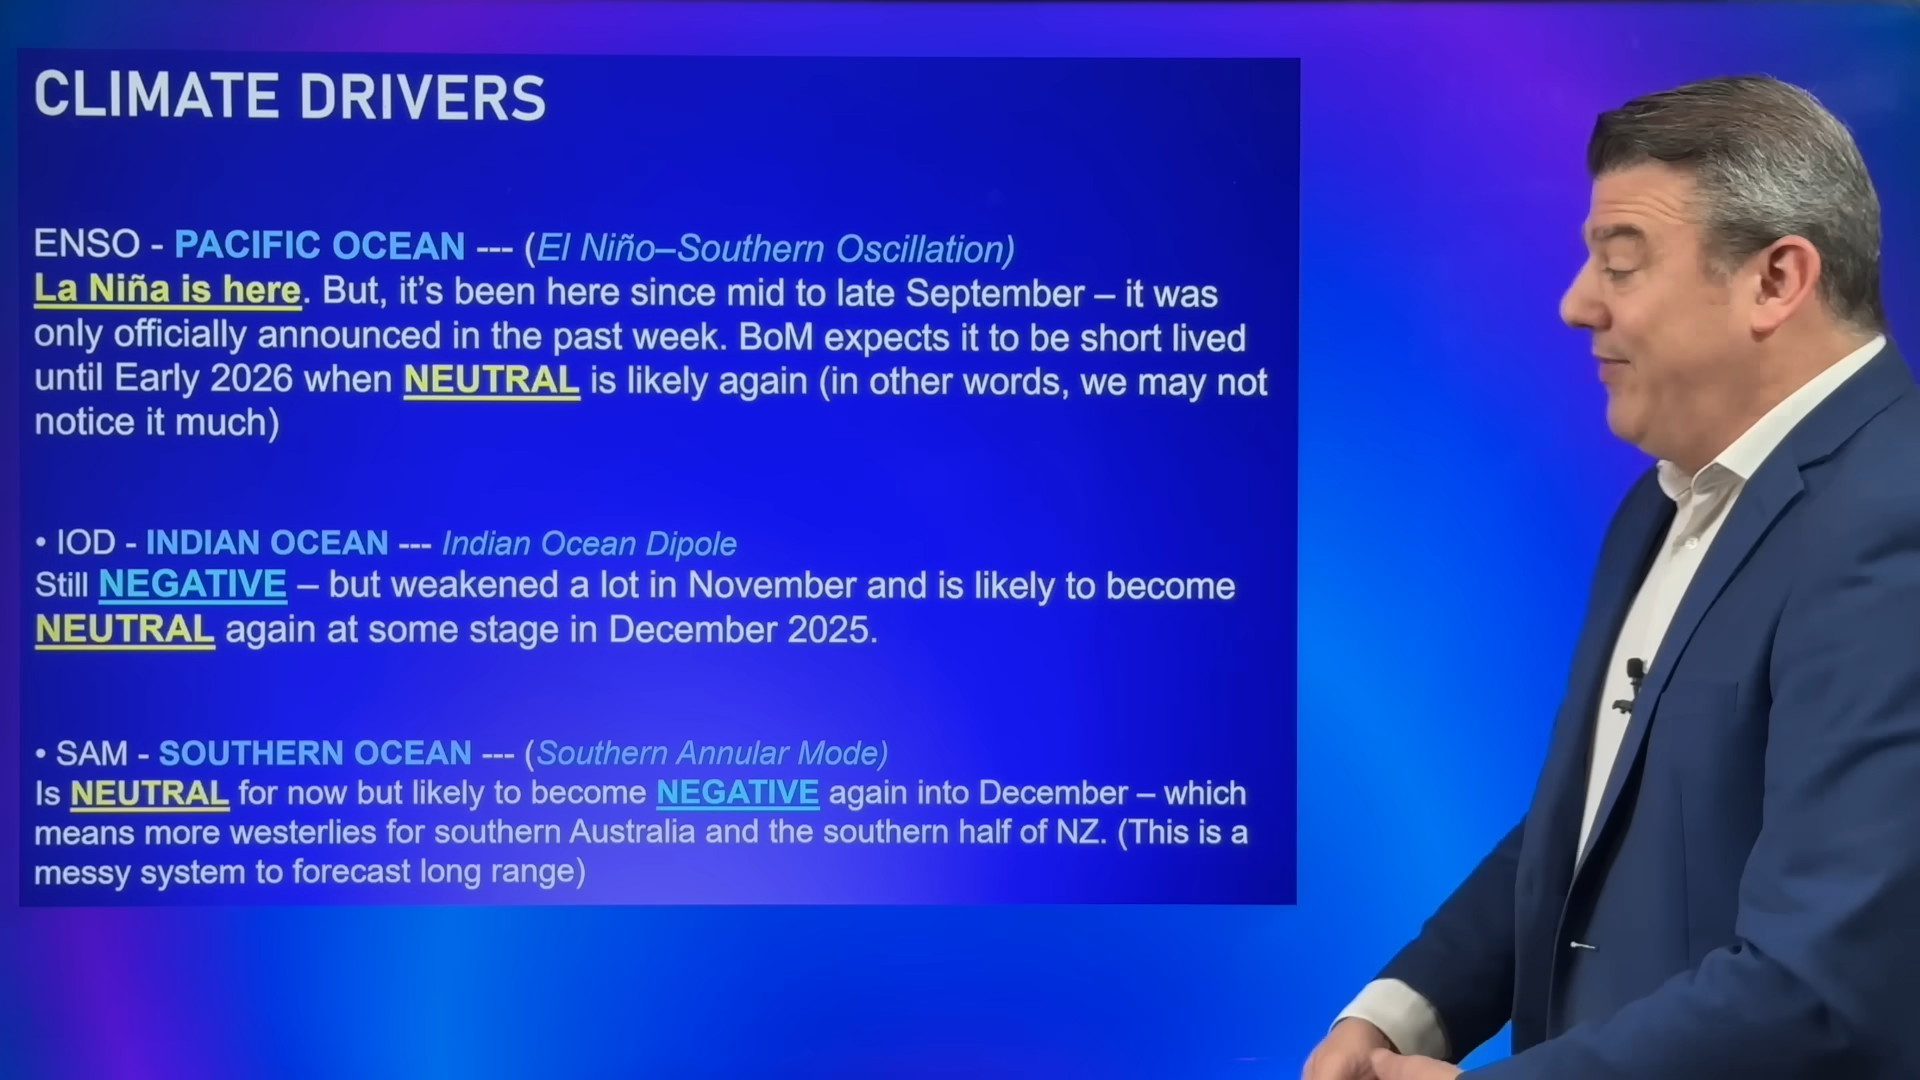 CLIMATE DRIVERS
ENSO - PACIFIC OCEAN --- (El Niño–Southern Oscillation)
La Niña is here. But, it’s been here since mid to late September – it was
only officially announced in the past week. BoM expects it to be short lived
until Early 2026 when NEUTRAL is likely again (in other words, we may not
notice it much)
• IOD - INDIAN OCEAN --- Indian Ocean Dipole
Still NEGATIVE – but weakened a lot in November and is likely to become
NEUTRAL again at some stage in December 2025.
• SAM - SOUTHERN OCEAN --- (Southern Annular Mode)
Is NEUTRAL for now but likely to become NEGATIVE again into December – which
means more westerlies for southern Australia and the southern half of NZ. (This is a
messy system to forecast long range)